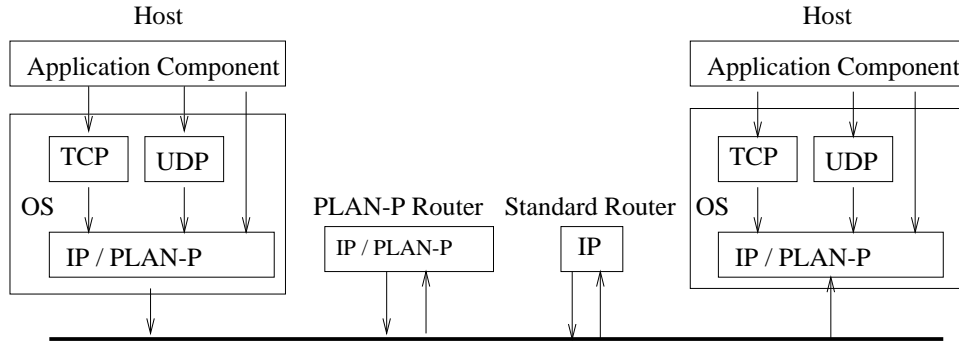 Host
Application Component
TCP
UDP
OS
IP / PLAN-P
PLAN-P Router
IP / PLAN-P
Standard Router
IP
Host
Application Component
TCP
UDP
OS
IP / PLAN-P